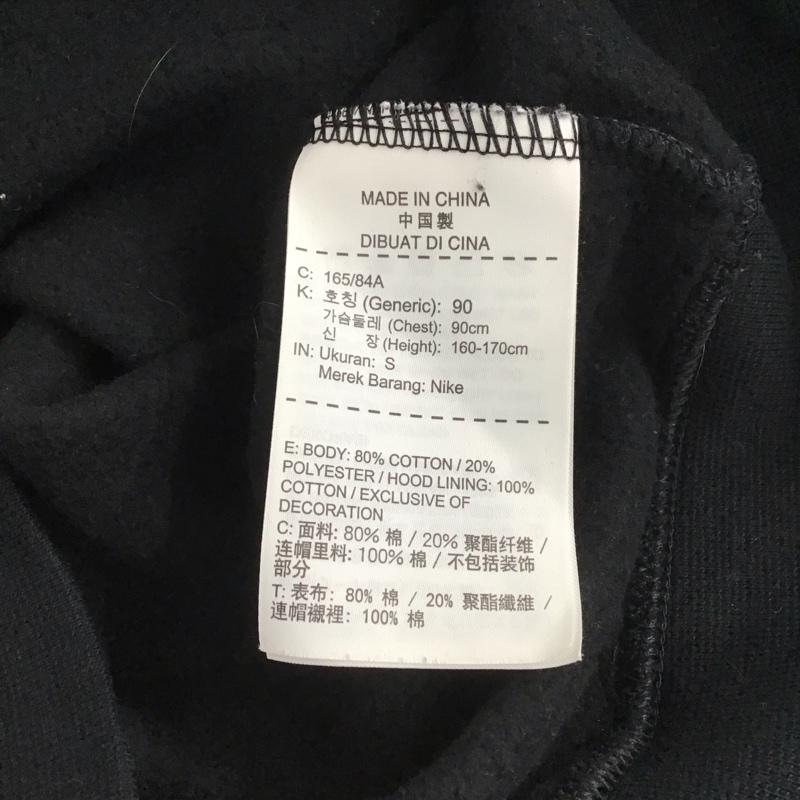 MADE IN CHINA
中国製
DIBUAT DI CINA
C: 165/84A
K: 호칭 (Generic): 90
가슴둘레 (Chest): 90cm
신 장 (Height): 160-170cm
IN: Ukuran: S
Merek Barang: Nike
E: BODY: 80% COTTON / 20%
POLYESTER / HOOD LINING: 100%
COTTON / EXCLUSIVE OF
DECORATION
C: 面料: 80% 棉 / 20% 聚酯纤维 /
连帽里料: 100% 棉 / 不包括装饰
部分
T: 表布: 80% 棉 / 20% 聚酯纖維 /
連帽襯裡: 100% 棉